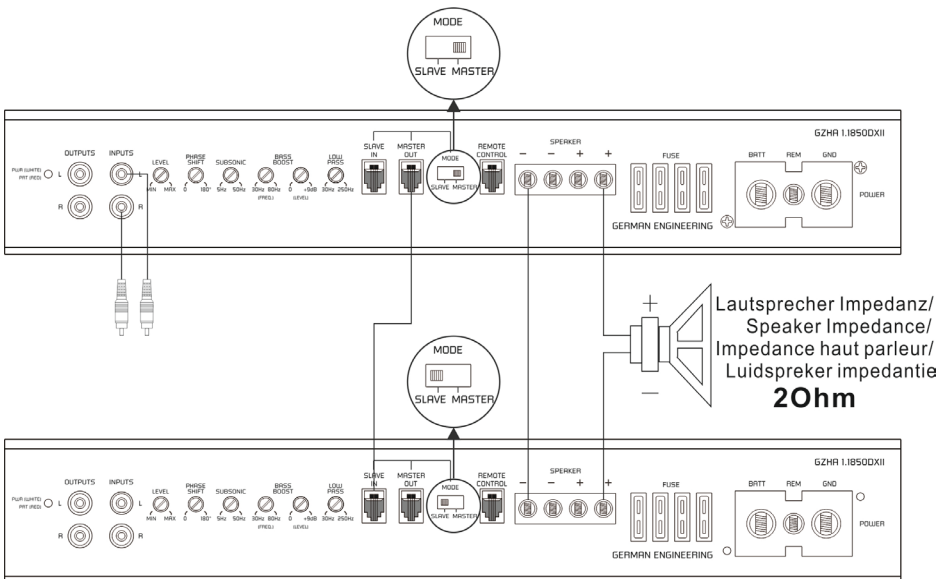 MODE
SLAVE MASTER
GZHA 1.1850DXII
OUTPUTS INPUTS LEVEL PHASE SHIFT SUBSONIC BASS BOOST LOW PASS SLAVE IN MASTER OUT MODE REMOTE CONTROL SPEAKER FUSE BATT REM GND
PWR (WHITE) L L
PRT (RED)
− − + +
SLAVE MASTER
POWER
MIN MAX 0 180° 5Hz 50Hz 30Hz 80Hz 0 +9dB 30Hz 250Hz
(FREQ.) (LEVEL)
R R
GERMAN ENGINEERING
+
Lautsprecher Impedanz/
Speaker Impedance/
Impedance haut parleur/
Luidspreker impedantie
−
2Ohm
MODE
SLAVE MASTER
GZHA 1.1850DXII
OUTPUTS INPUTS LEVEL PHASE SHIFT SUBSONIC BASS BOOST LOW PASS SLAVE IN MASTER OUT MODE REMOTE CONTROL SPEAKER FUSE BATT REM GND
PWR (WHITE) L L
PRT (RED)
− − + +
SLAVE MASTER
POWER
MIN MAX 0 180° 5Hz 50Hz 30Hz 80Hz 0 +9dB 30Hz 250Hz
(FREQ.) (LEVEL)
R R
GERMAN ENGINEERING